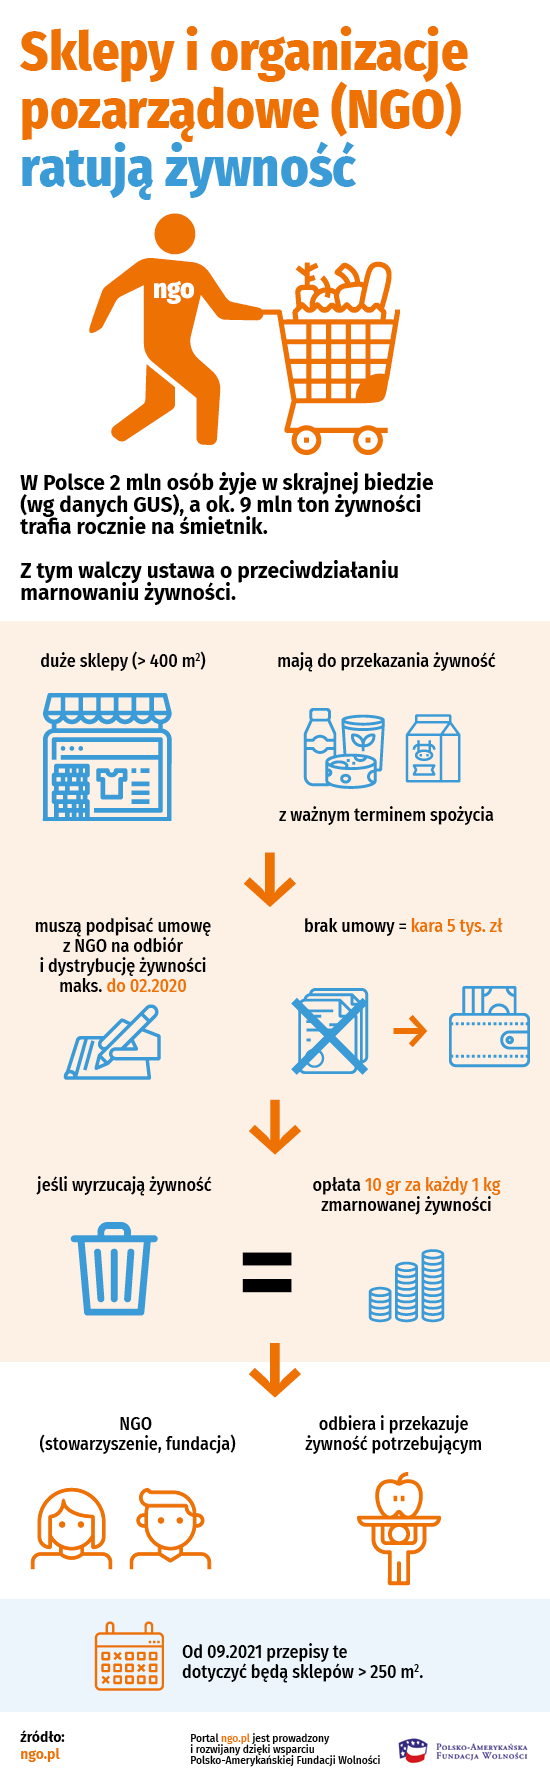 Sklepy i organizacje
pozarządowe (NGO)
ratują żywność
ngo
W Polsce 2 mln osób żyje w skrajnej biedzie
(wg danych GUS), a ok. 9 mln ton żywności
trafia rocznie na śmietnik.
Z tym walczy ustawa o przeciwdziałaniu
marnowaniu żywności.
duże sklepy (> 400 m²)
mają do przekazania żywność
z ważnym terminem spożycia
muszą podpisać umowę
z NGO na odbiór
i dystrybucję żywności
maks. do 02.2020
brak umowy = kara 5 tys. zł
jeśli wyrzucają żywność
opłata 10 gr za każdy 1 kg
zmarnowanej żywności
NGO
(stowarzyszenie, fundacja)
odbiera i przekazuje
żywność potrzebującym
Od 09.2021 przepisy te
dotyczyć będą sklepów > 250 m².
źródło:
ngo.pl
Portal ngo.pl jest prowadzony
i rozwijany dzięki wsparciu
Polsko-Amerykańskiej Fundacji Wolności
Polsko-Amerykańska
Fundacja Wolności